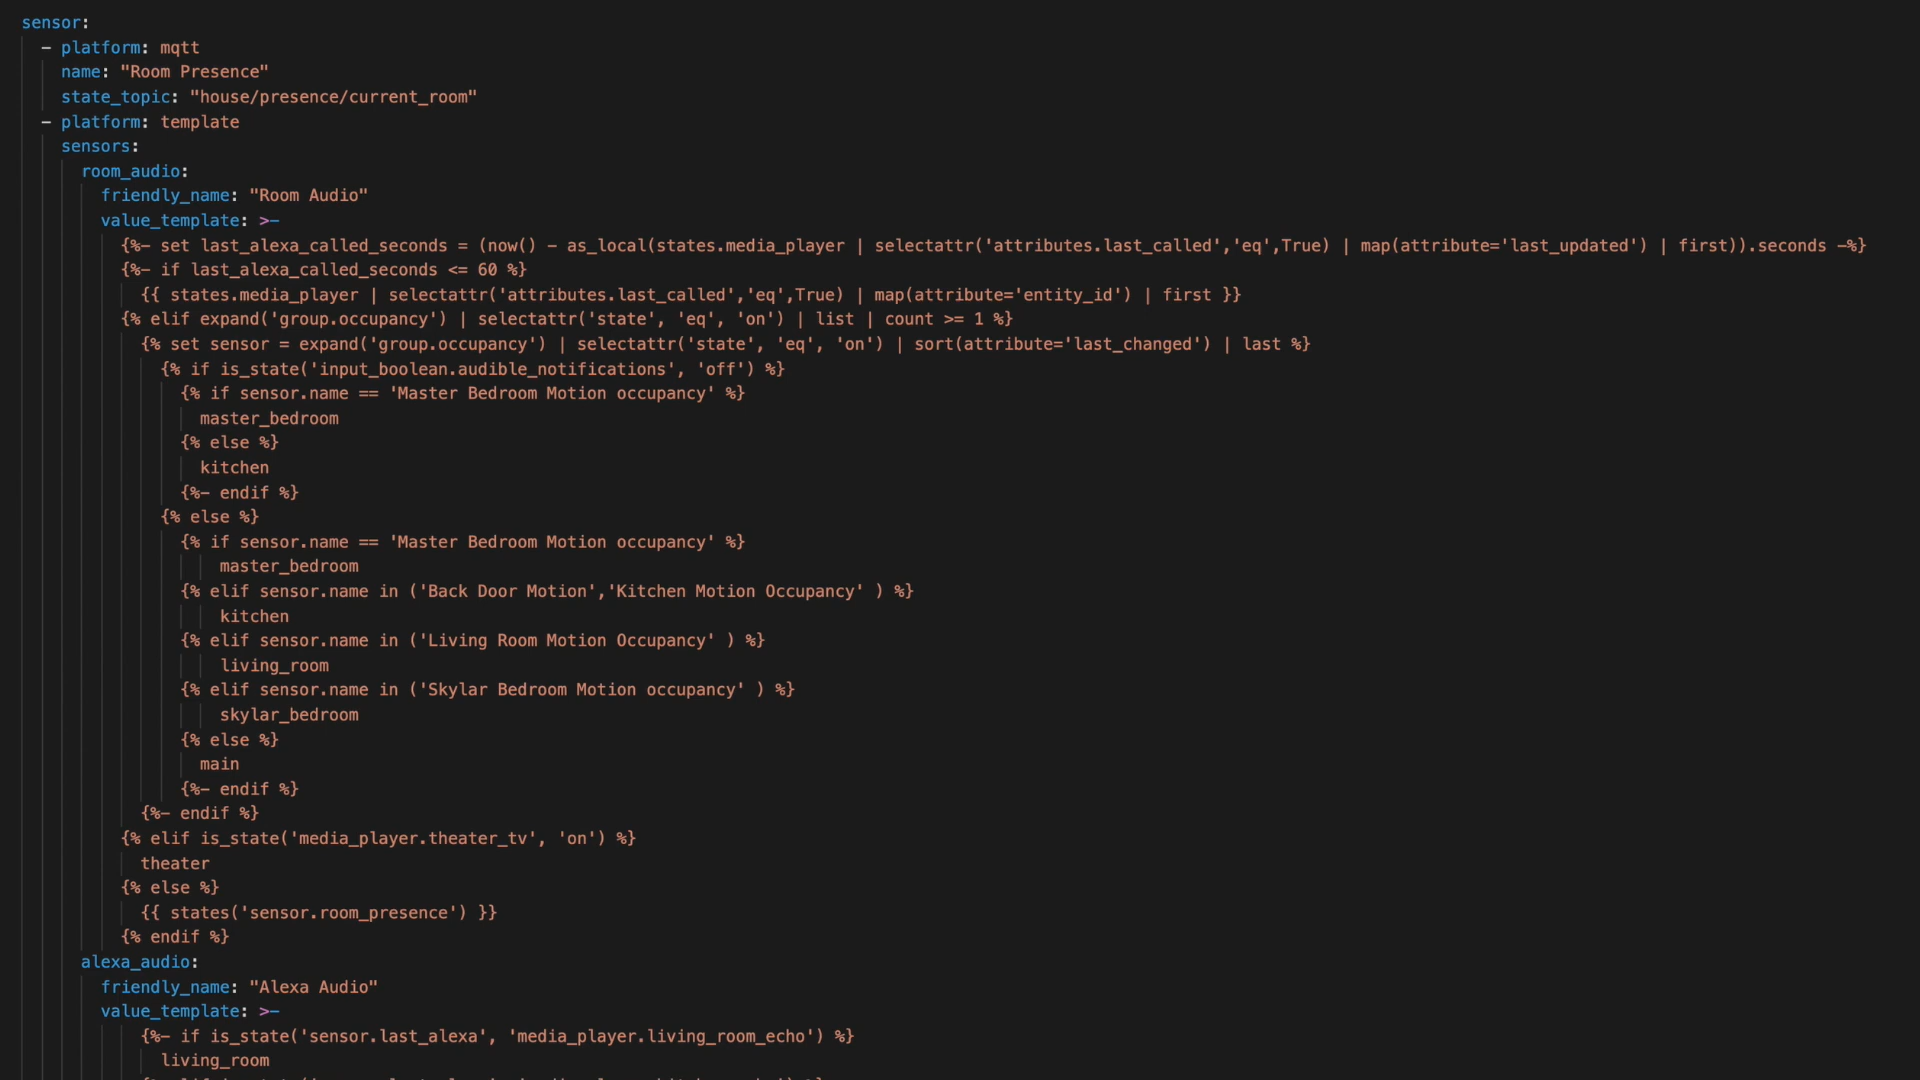 sensor:
- platform: mqtt
name: "Room Presence"
state_topic: "house/presence/current_room"
- platform: template
sensors:
room_audio:
friendly_name: "Room Audio"
value_template: >-
{%- set last_alexa_called_seconds = (now() - as_local(states.media_player | selectattr('attributes.last_called','eq',True) | map(attribute='last_updated') | first)).seconds -%}
{%- if last_alexa_called_seconds <= 60 %}
{{ states.media_player | selectattr('attributes.last_called','eq',True) | map(attribute='entity_id') | first }}
{% elif expand('group.occupancy') | selectattr('state', 'eq', 'on') | list | count >= 1 %}
{% set sensor = expand('group.occupancy') | selectattr('state', 'eq', 'on') | sort(attribute='last_changed') | last %}
{% if is_state('input_boolean.audible_notifications', 'off') %}
{% if sensor.name == 'Master Bedroom Motion occupancy' %}
master_bedroom
{% else %}
kitchen
{%- endif %}
{% else %}
{% if sensor.name == 'Master Bedroom Motion occupancy' %}
master_bedroom
{% elif sensor.name in ('Back Door Motion','Kitchen Motion Occupancy' ) %}
kitchen
{% elif sensor.name in ('Living Room Motion Occupancy' ) %}
living_room
{% elif sensor.name in ('Skylar Bedroom Motion occupancy' ) %}
skylar_bedroom
{% else %}
main
{%- endif %}
{%- endif %}
{% elif is_state('media_player.theater_tv', 'on') %}
theater
{% else %}
{{ states('sensor.room_presence') }}
{% endif %}
alexa_audio:
friendly_name: "Alexa Audio"
value_template: >-
{%- if is_state('sensor.last_alexa', 'media_player.living_room_echo') %}
living_room